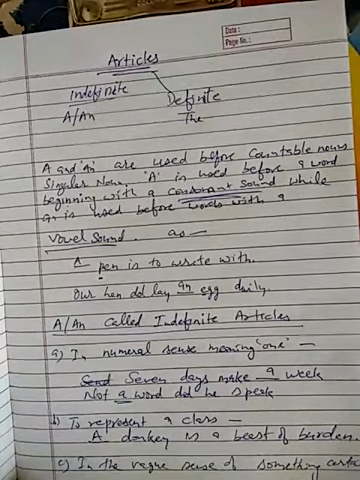 Date:
Page No.:
Articles
Indefinite
Definite
A/An
The
A and 'An' are used before Countable nouns
Singular Noun. 'A' is used before a word
beginning with a consonant sound while
an is used before words with a
Vowel Sound. as —
A pen is to write with.
Our hen did lay an egg daily.
A/An called Indefinite Articles
a) In numeral sense meaning 'one' —
Seven days make a week
Not a word did he speak
b) To represent a class —
A donkey is a beast of burden.
c) In the vague sense of something